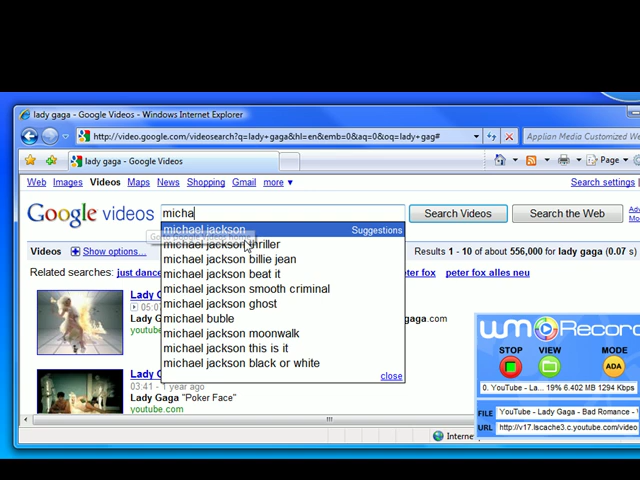 lady gaga - Google Videos - Windows Internet Explorer
http://video.google.com/videosearch?q=lady+gaga&hl=en&emb=0&aq=0&oq=lady+gag#
Applian Media Customized We
lady gaga - Google Videos
Page
Web Images Videos Maps News Shopping Gmail more ▼
Search settings
Google videos
micha
Search Videos
Search the Web
michael jackson
Suggestions
michael jackson thriller
michael jackson billie jean
michael jackson beat it
michael jackson smooth criminal
michael jackson ghost
michael buble
michael jackson moonwalk
michael jackson this is it
michael jackson black or white
close
Videos
Show options...
Results 1 - 10 of about 556,000 for lady gaga (0.07 s)
Related searches: just dance
peter fox peter fox alles neu
Lady G
youtube
ga.com
Lady
03:41 - 1 year ago
Lady Gaga "Poker Face"
youtube.com
Interne
WM Record
STOP VIEW MODE
ADA
0. YouTube - La... 19% 6.402 MB 1294 Kbps
FILE YouTube - Lady Gaga - Bad Romance -
URL http://v17.lscache3.c.youtube.com/video